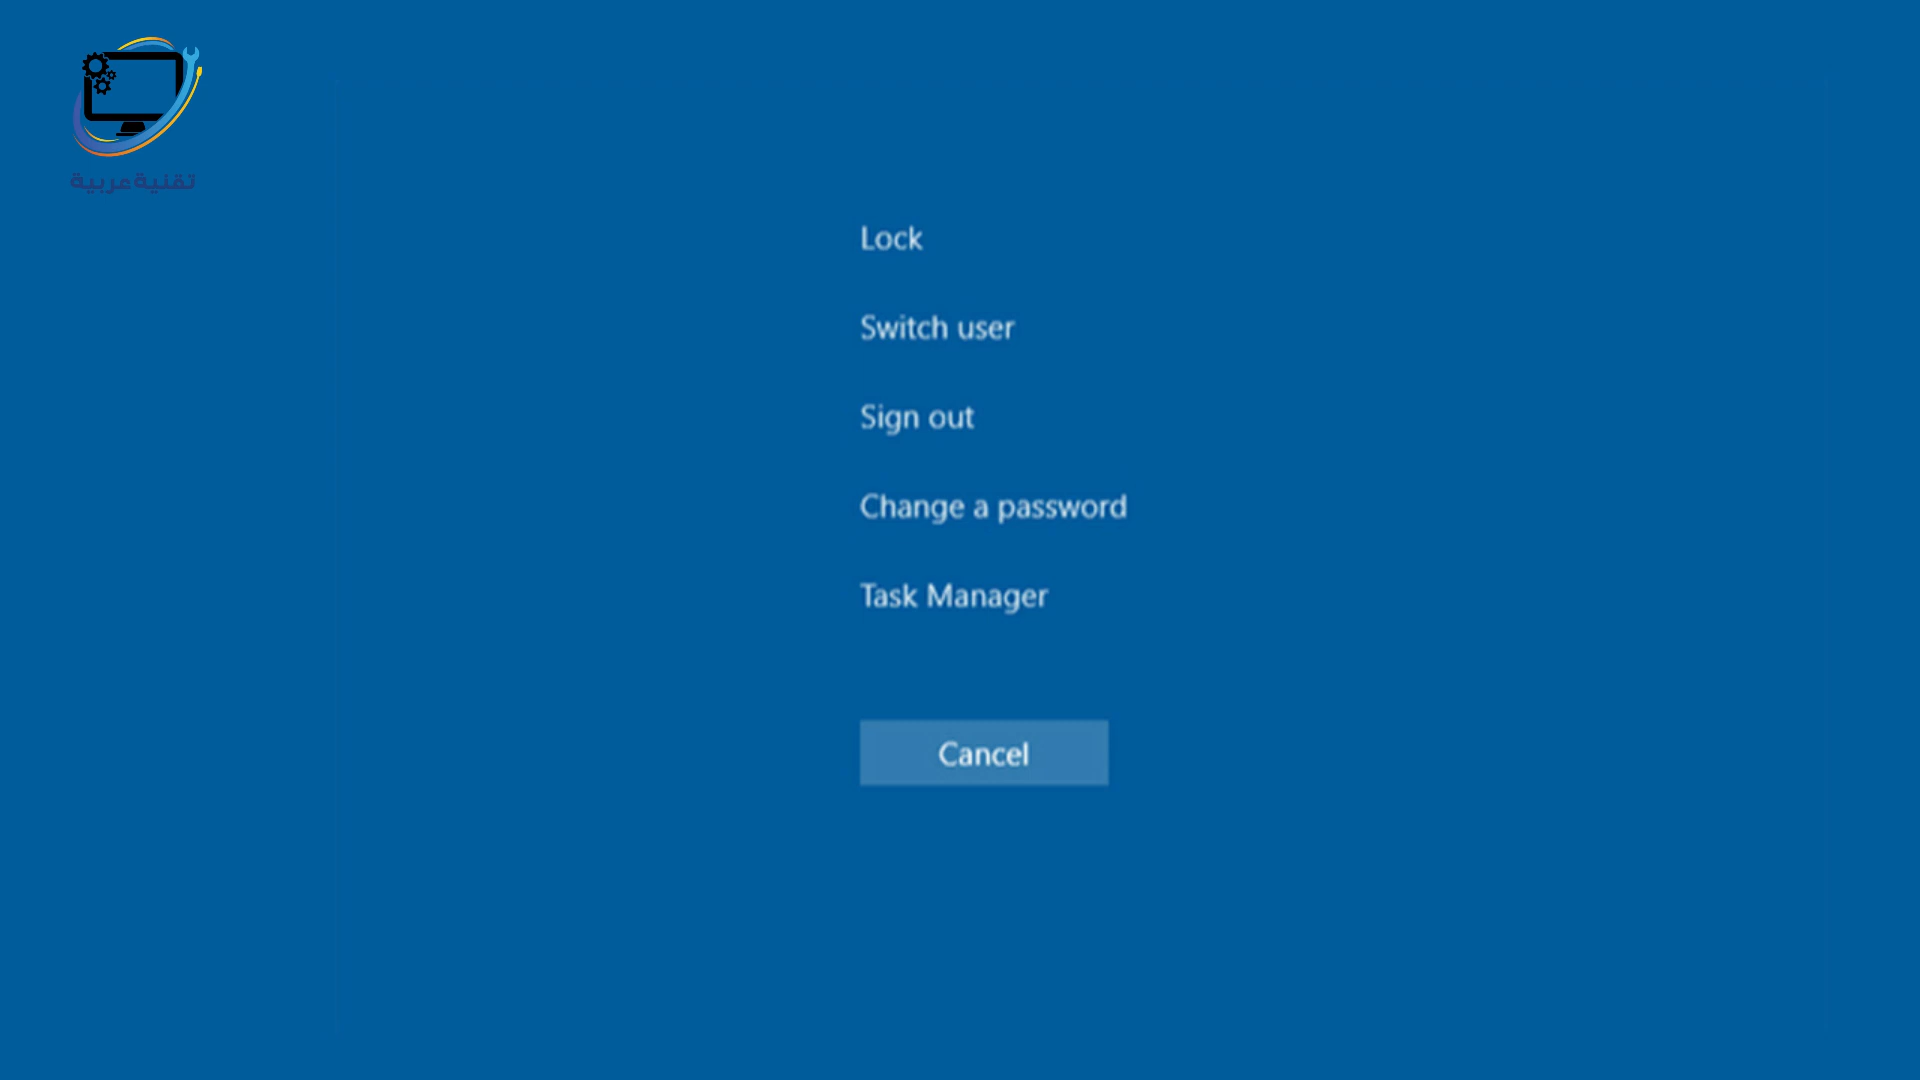 تقنية عربية
Lock
Switch user
Sign out
Change a password
Task Manager
Cancel